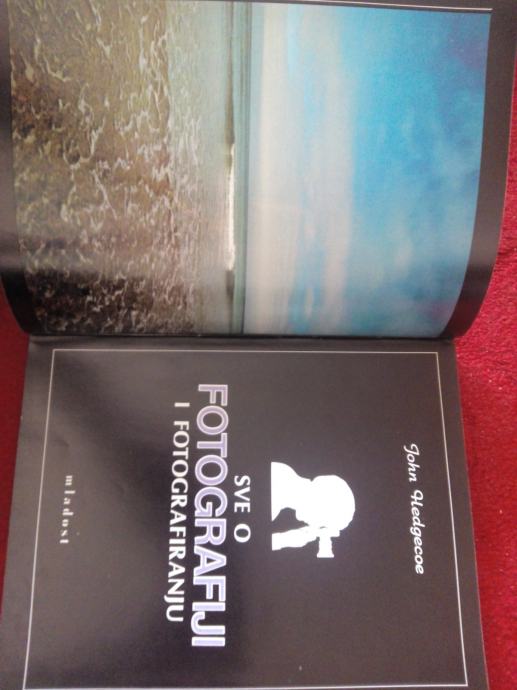 John Hedgecoe
SVE O
FOTOGRAFIJI
I FOTOGRAFIRANJU
mladost